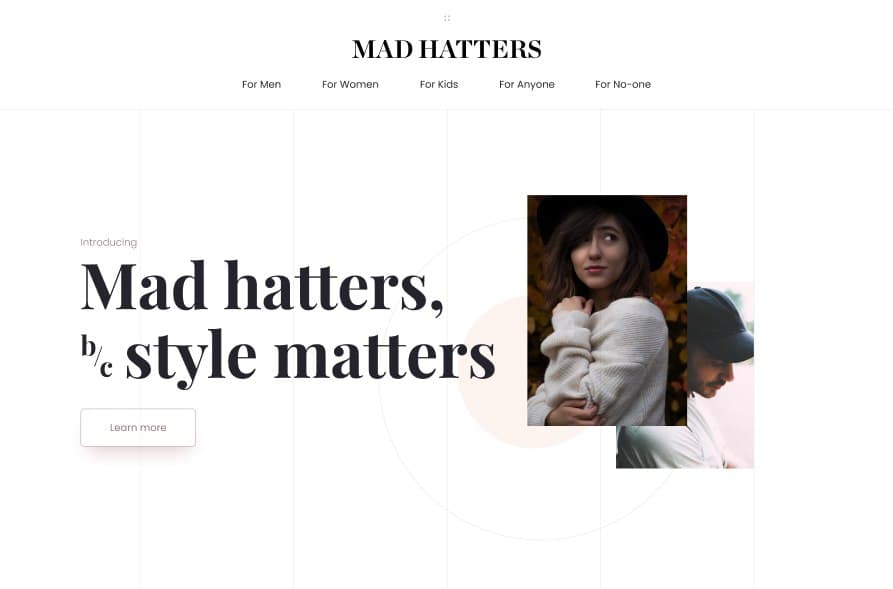 MAD HATTERS
For Men For Women For Kids For Anyone For No-one
Introducing
Mad hatters,
b/c style matters
Learn more